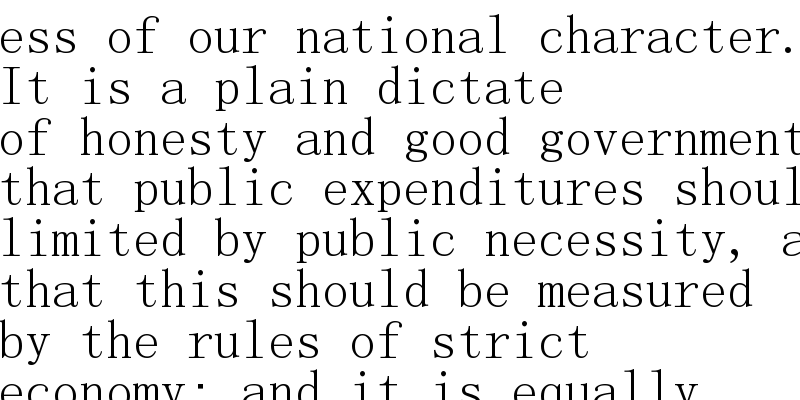 ess of our national character.
It is a plain dictate
of honesty and good government
that public expenditures shoul
limited by public necessity, a
that this should be measured
by the rules of strict
economy; and it is equally